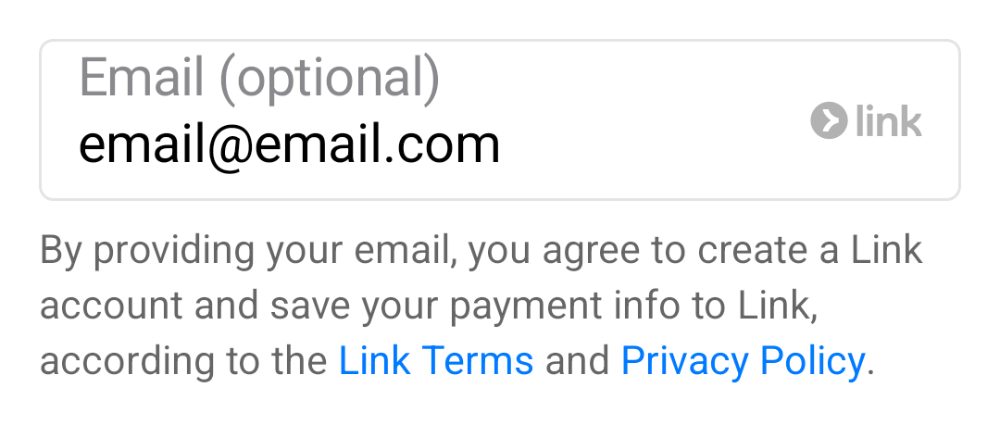 Email (optional)
email@email.com
link
By providing your email, you agree to create a Link
account and save your payment info to Link,
according to the Link Terms and Privacy Policy.